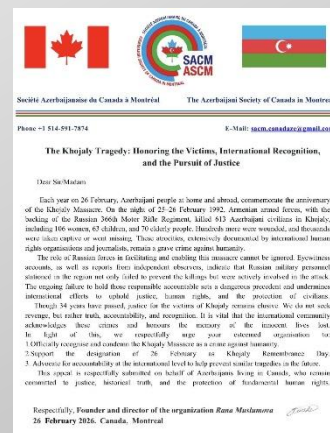 SACM
ASCM
Société Azerbaïjanaise du Canada à Montréal The Azerbaijani Society of Canada in Montreal
Phone +1 514-591-7874 E-Mail: sacm.canadaze@gmail.com
The Khojaly Tragedy: Honoring the Victims, International Recognition,
and the Pursuit of Justice
Dear Sir/Madam
Each year on 26 February, Azerbaijani people at home and abroad, commemorate the anniversary
of the Khojaly Massacre. On the night of 25-26 February 1992, Armenian armed forces, with the
backing of the Russian 366th Motor Rifle Regiment, killed 613 Azerbaijani civilians in Khojaly,
including 106 women, 63 children, and 70 elderly people. Hundreds more were wounded, and thousands
were taken captive or went missing. These atrocities, extensively documented by international human
rights organisations and journalists, remain a grave crime against humanity.
The role of Russian forces in facilitating and enabling this massacre cannot be ignored. Eyewitness
accounts, as well as reports from independent observers, indicate that Russian military personnel
stationed in the region not only failed to prevent the killings but were actively involved in the attack.
The ongoing failure to hold those responsible accountable sets a dangerous precedent and undermines
international efforts to uphold justice, human rights, and the protection of civilians.
Though 34 years have passed, justice for the victims of Khojaly remains elusive. We do not seek
revenge, but rather truth, accountability, and recognition. It is vital that the international community
acknowledges these crimes and honours the memory of the innocent lives lost.
In light of this, we respectfully urge your esteemed organisation to:
1.Officially recognise and condemn the Khojaly Massacre as a crime against humanity.
2.Support the designation of 26 February as Khojaly Remembrance Day.
3. Advocate for accountability at the international level to help prevent similar tragedies in the future.
This appeal is respectfully submitted on behalf of Azerbaijanis living in Canada, who remain
committed to justice, historical truth, and the protection of fundamental human rights.
Respectfully, Founder and director of the organization Rana Maslumova
26 February 2026. Canada, Montreal